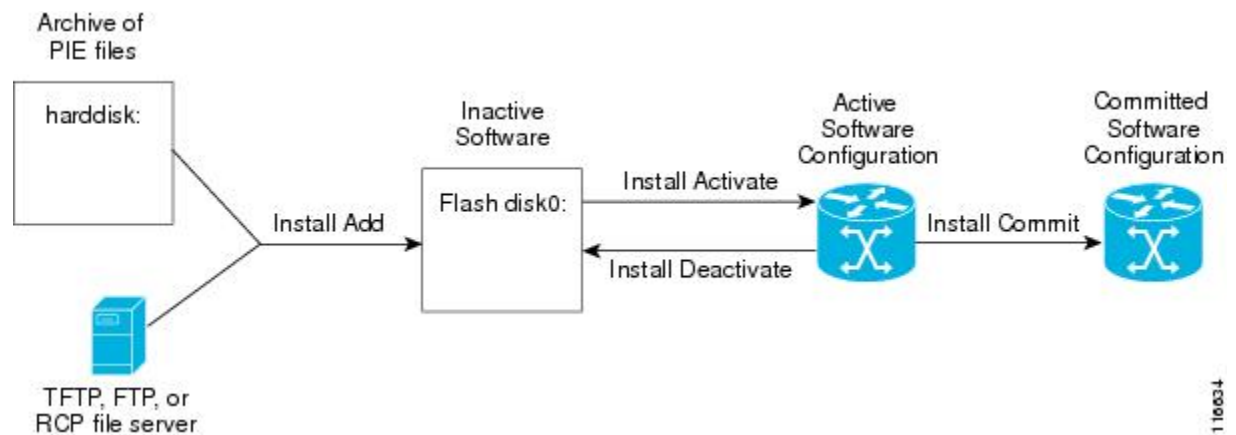 Archive of
PIE files
harddisk:
Inactive
Software
Flash disk0:
Active
Software
Configuration
Committed
Software
Configuration
Install Add
Install Activate
Install Deactivate
Install Commit
TFTP, FTP, or
RCP file server
116634